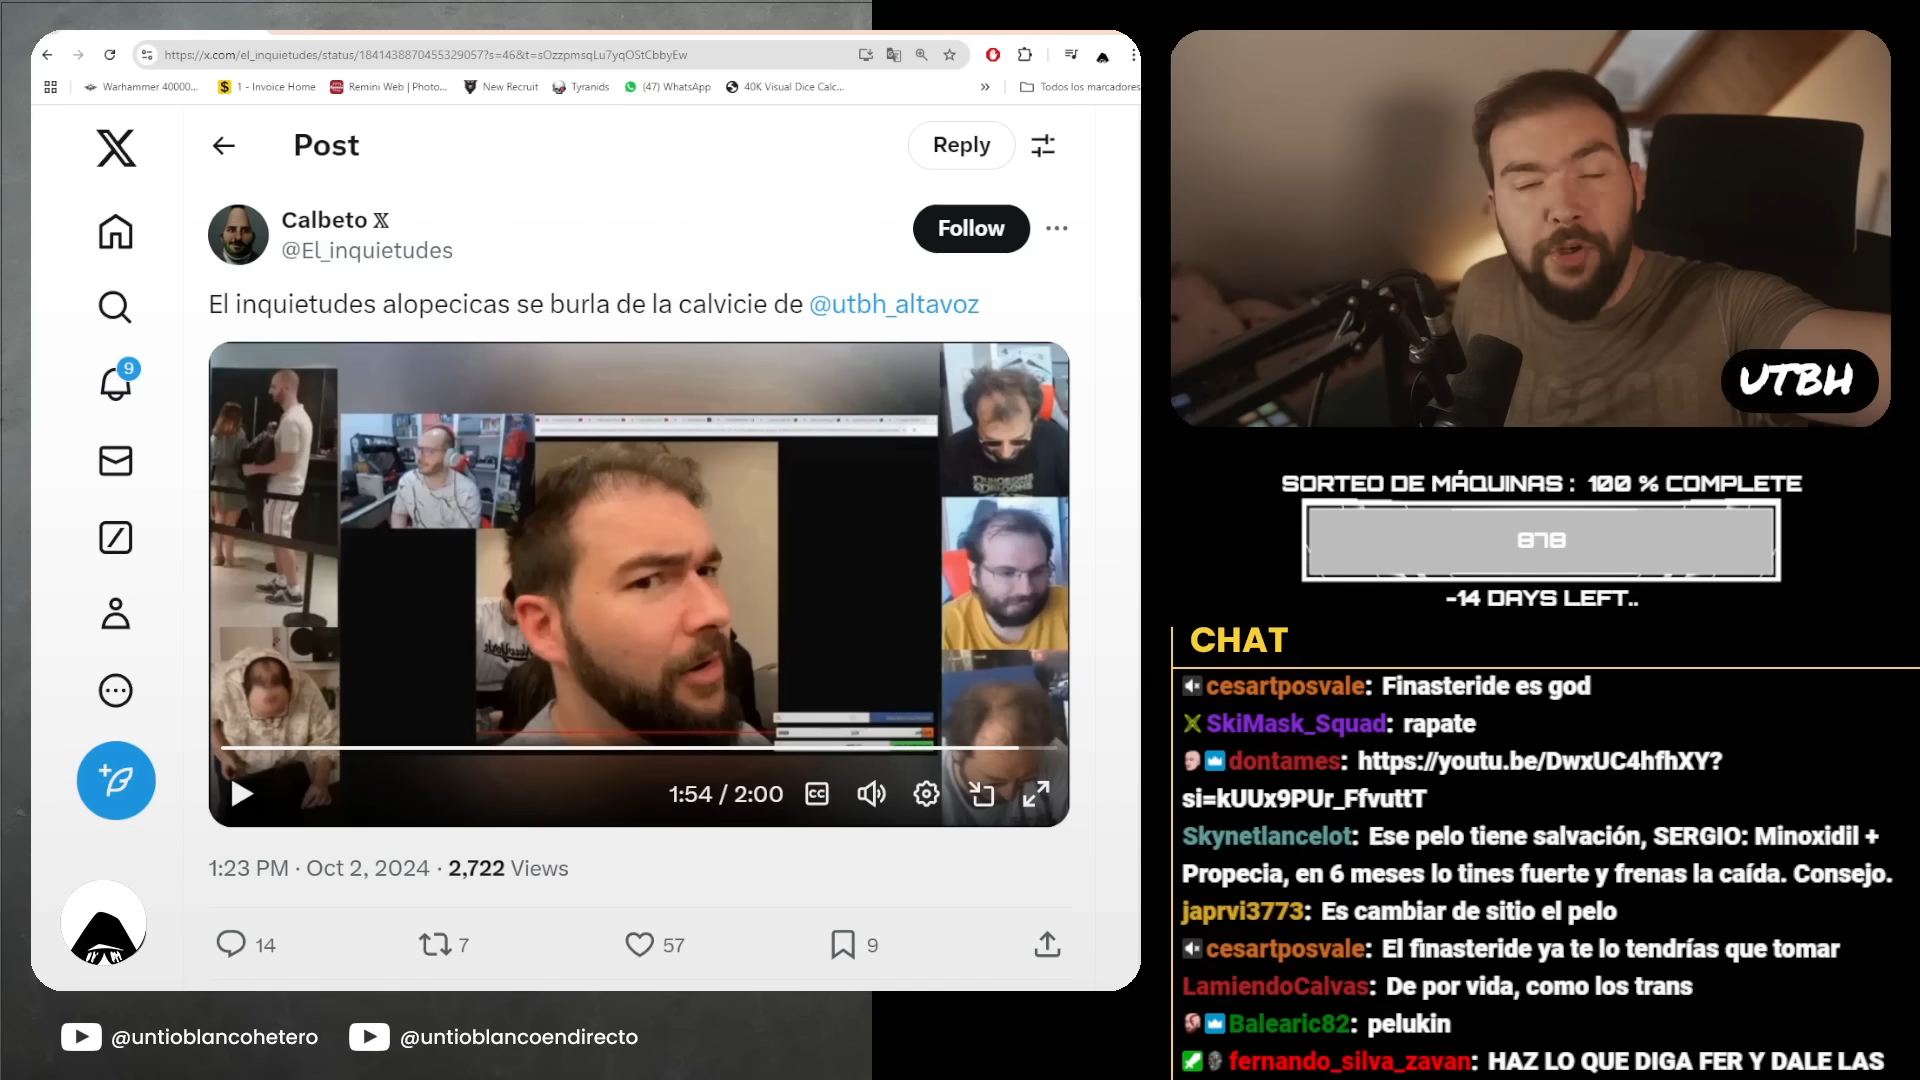 https://x.com/el_inquietudes/status/1841438870455329057?s=46&t=sOzzpmsqLu7yqOStCbbyEw
Warhammer 40000...
$ 1 - Invoice Home
Remini Web | Photo...
New Recruit
Tyranids
(47) WhatsApp
40K Visual Dice Calc...
»
Todos los marcadores
Post
Reply
Calbeto 𝕏
@El_inquietudes
Follow
El inquietudes alopecicas se burla de la calvicie de @utbh_altavoz
9
DUNGEONS
DRAGONS
1:54 / 2:00
CC
1:23 PM · Oct 2, 2024 · 2,722 Views
14
7
57
9
@untioblancohetero
@untioblancoendirecto
UTBH
SORTEO DE MÁQUINAS : 100 % COMPLETE
878
-14 DAYS LEFT..
CHAT
cesartposvale: Finasteride es god
SkiMask_Squad: rapate
dontames: https://youtu.be/DwxUC4hfhXY?
si=kUUx9PUr_FfvuttT
Skynetlancelot: Ese pelo tiene salvación, SERGIO: Minoxidil +
Propecia, en 6 meses lo tines fuerte y frenas la caída. Consejo.
japrvi3773: Es cambiar de sitio el pelo
cesartposvale: El finasteride ya te lo tendrías que tomar
LamiendoCalvas: De por vida, como los trans
Balearic82: pelukin
fernando_silva_zavan: HAZ LO QUE DIGA FER Y DALE LAS